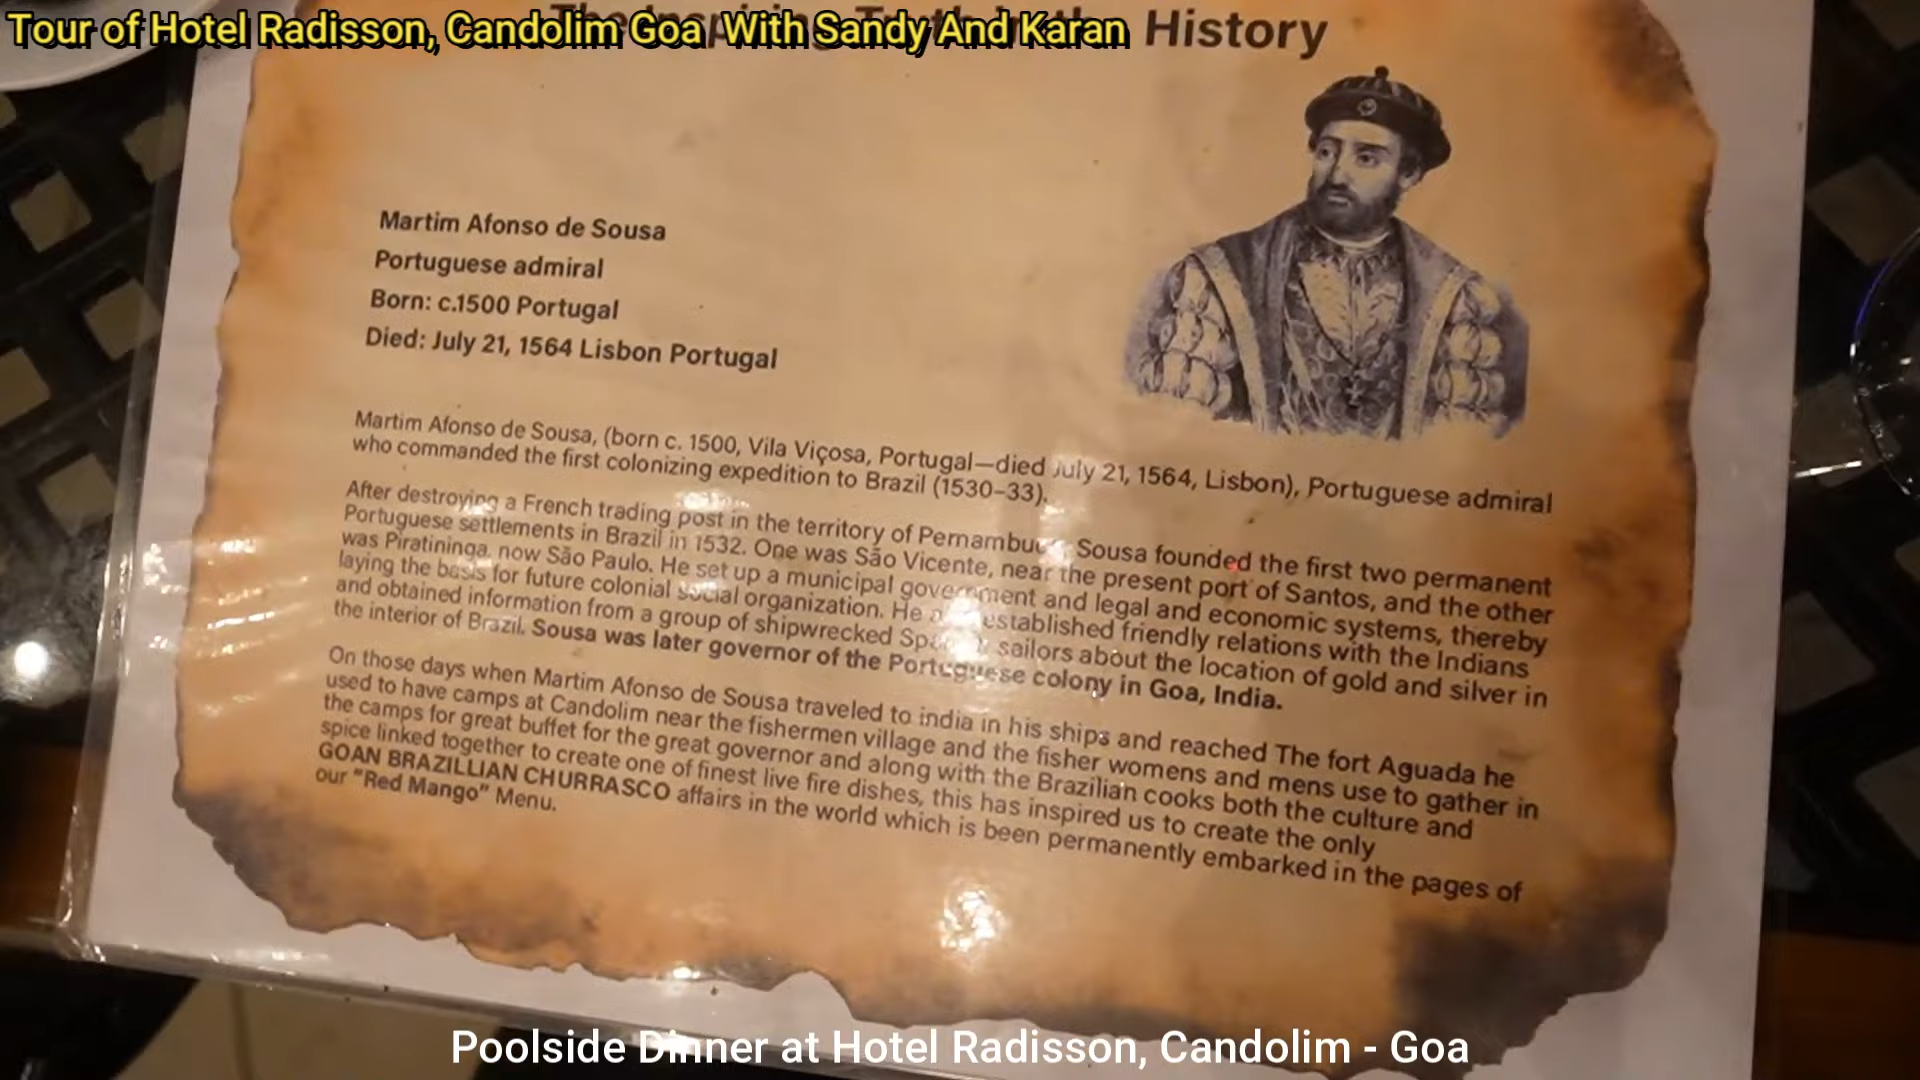 Tour of Hotel Radisson, Candolim Goa With Sandy And Karan
History
Martim Afonso de Sousa
Portuguese admiral
Born: c.1500 Portugal
Died: July 21, 1564 Lisbon Portugal
Martim Afonso de Sousa, (born c. 1500, Vila Viçosa, Portugal—died July 21, 1564, Lisbon), Portuguese admiral
who commanded the first colonizing expedition to Brazil (1530–33).
After destroying a French trading post in the territory of Sousa founded the first two permanent
Portuguese settlements in Brazil in 1532. One was São Vicente, near the present port of Santos, and the other
was Piratininga, now São Paulo. He set up a municipal government and legal and economic systems, thereby
laying the basis for future colonial social organization. He established friendly relations with the Indians
and obtained information from a group of shipwrecked sailors about the location of gold and silver in
the interior of Brazil. Sousa was later governor of the Portuguese colony in Goa, India.
On those days when Martim Afonso de Sousa traveled to india in his ships and reached The fort Aguada he
used to have camps at Candolim near the fishermen village and the fisher womens and mens use to gather in
the camps for great buffet for the great governor and along with the Brazilian cooks both the culture and
spice linked together to create one of finest live fire dishes, this has inspired us to create the only
GOAN BRAZILLIAN CHURRASCO affairs in the world which is been permanently embarked in the pages of
our "Red Mango" Menu.
Poolside Dinner at Hotel Radisson, Candolim - Goa